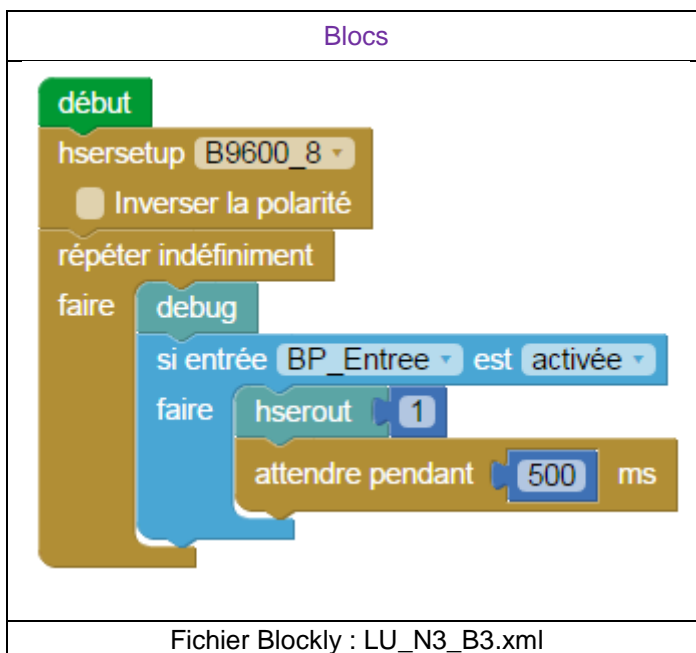 Blocs
début
hsersetup B9600_8
Inverser la polarité
répéter indéfiniment
faire debug
si entrée BP_Entree est activée
faire hserout 1
attendre pendant 500 ms
Fichier Blockly : LU_N3_B3.xml